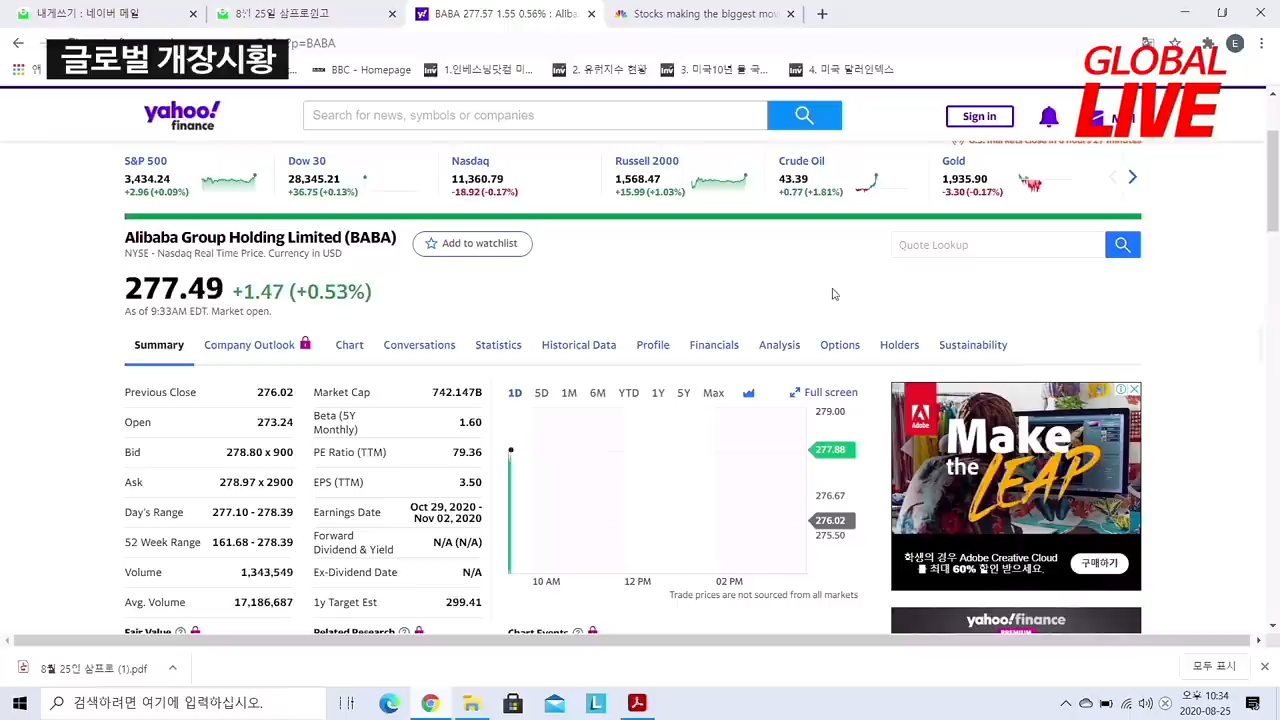 내게쓰기 : 네이버 메일
8월 25일 삼프로원고
BABA 277.57 1.55 0.56% : Alib
Stocks making the biggest mov
?p=BABA
E
글로벌 개장시황
BBC - Homepage
1.인베스팅닷컴 미...
2. 유럽지수 현황
3. 미국10년 물 국...
4. 미국 달러인덱스
GLOBAL
LIVE
yahoo!
finance
Search for news, symbols or companies
Sign in
S&P 500
3,434.24
+2.96 (+0.09%)
Dow 30
28,345.21
+36.75 (+0.13%)
Nasdaq
11,360.79
-18.92 (-0.17%)
Russell 2000
1,568.47
+15.99 (+1.03%)
Crude Oil
43.39
+0.77 (+1.81%)
Gold
1,935.90
-3.30 (-0.17%)
Alibaba Group Holding Limited (BABA)
Add to watchlist
Quote Lookup
NYSE - Nasdaq Real Time Price. Currency in USD
277.49 +1.47 (+0.53%)
As of 9:33AM EDT. Market open.
Summary Company Outlook Chart Conversations Statistics Historical Data Profile Financials Analysis Options Holders Sustainability
Previous Close 276.02
Open 273.24
Bid 278.80 x 900
Ask 278.97 x 2900
Day's Range 277.10 - 278.39
52 Week Range 161.68 - 278.39
Volume 1,343,549
Avg. Volume 17,186,687
Market Cap 742.147B
Beta (5Y
Monthly) 1.60
PE Ratio (TTM) 79.36
EPS (TTM) 3.50
Earnings Date Oct 29, 2020 -
Nov 02, 2020
Forward
Dividend & Yield N/A (N/A)
Ex-Dividend Date N/A
1y Target Est 299.41
1D 5D 1M 6M YTD 1Y 5Y Max
Full screen
279.00
277.88
276.67
276.02
275.50
10 AM 12 PM 02 PM
Trade prices are not sourced from all markets
Adobe
Make
the LEAP
학생의 경우 Adobe Creative Cloud
를 최대 60% 할인 받으세요.
구매하기
yahoo!finance
PREMIUM
Fair Value
Related Research
Chart Events
8월 25인 삼프로 (1).pdf
모두 표시
검색하려면 여기에 입력하십시오.
오후 10:34
2020-08-25